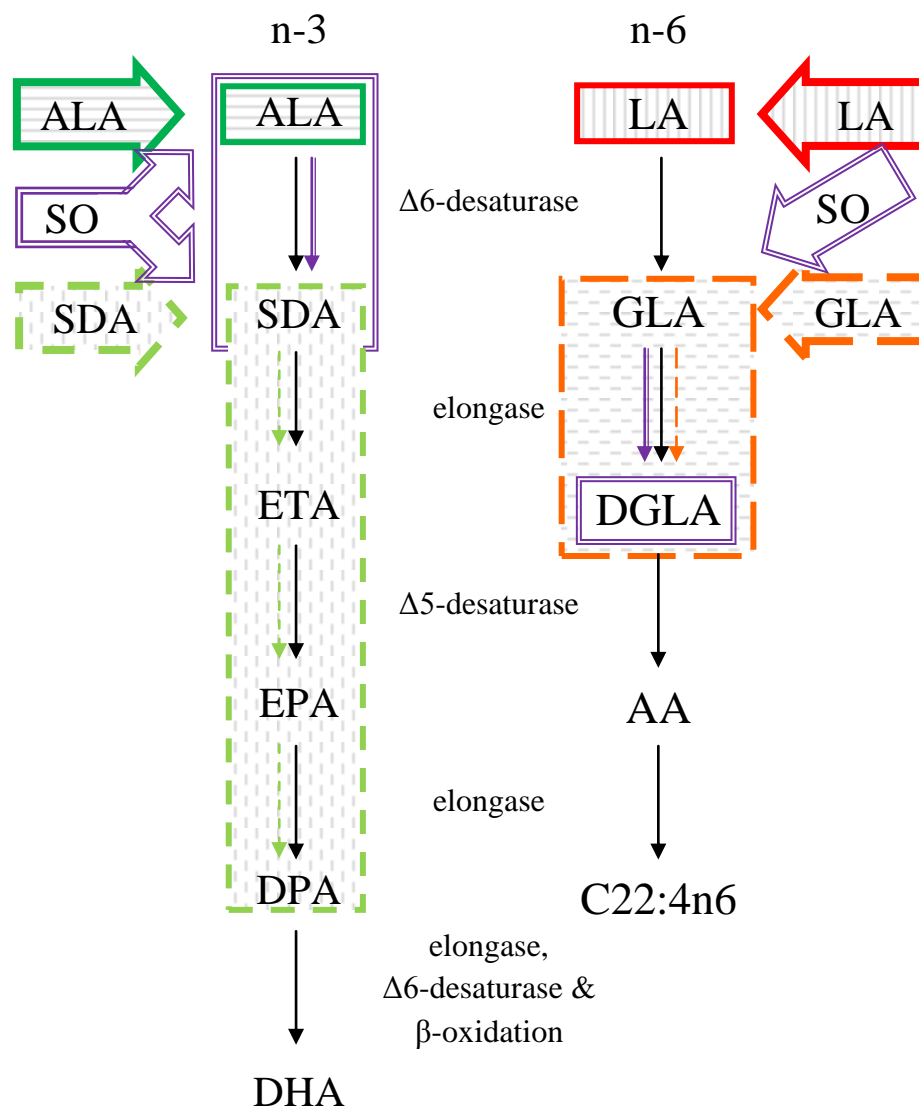 n-3 n-6
ALA ALA LA LA
Δ6-desaturase
SO SO
SDA SDA GLA GLA
elongase
ETA DGLA
Δ5-desaturase
EPA AA
elongase
DPA C22:4n6
elongase,
Δ6-desaturase &
β-oxidation
DHA